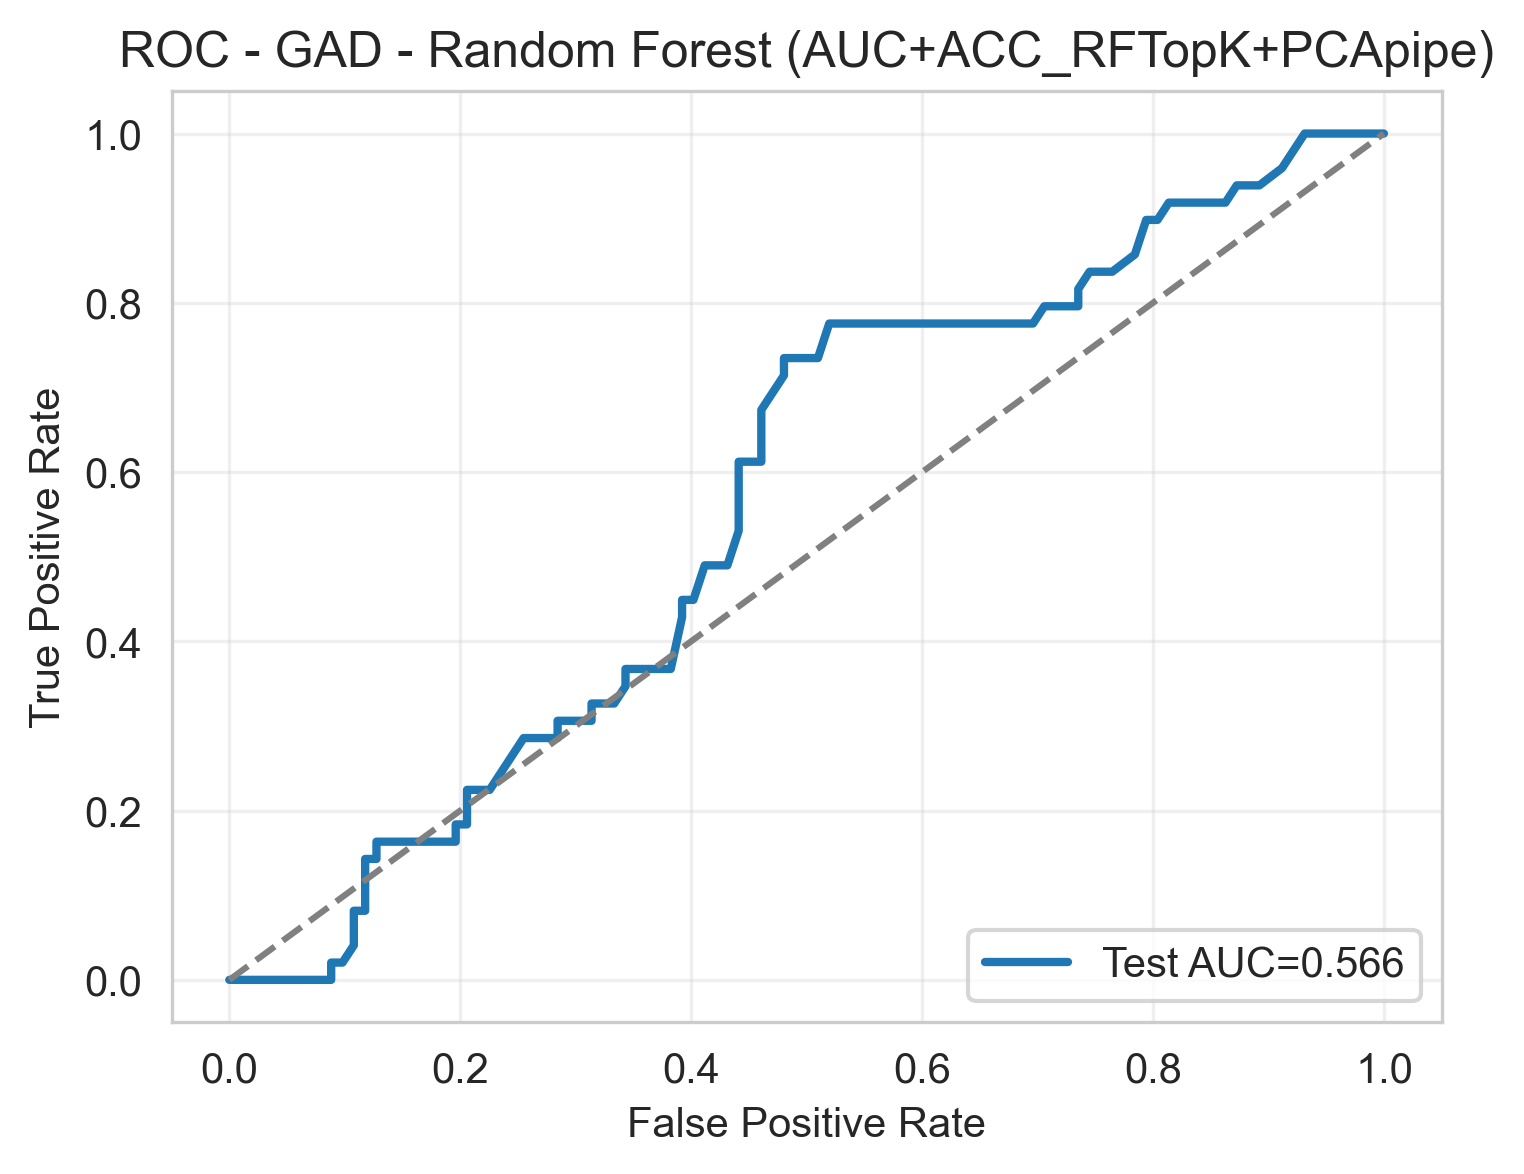 ROC - GAD - Random Forest (AUC+ACC_RFTopK+PCApipe)
True Positive Rate
1.0
0.8
0.6
0.4
0.2
0.0
Test AUC=0.566
0.0 0.2 0.4 0.6 0.8 1.0
False Positive Rate